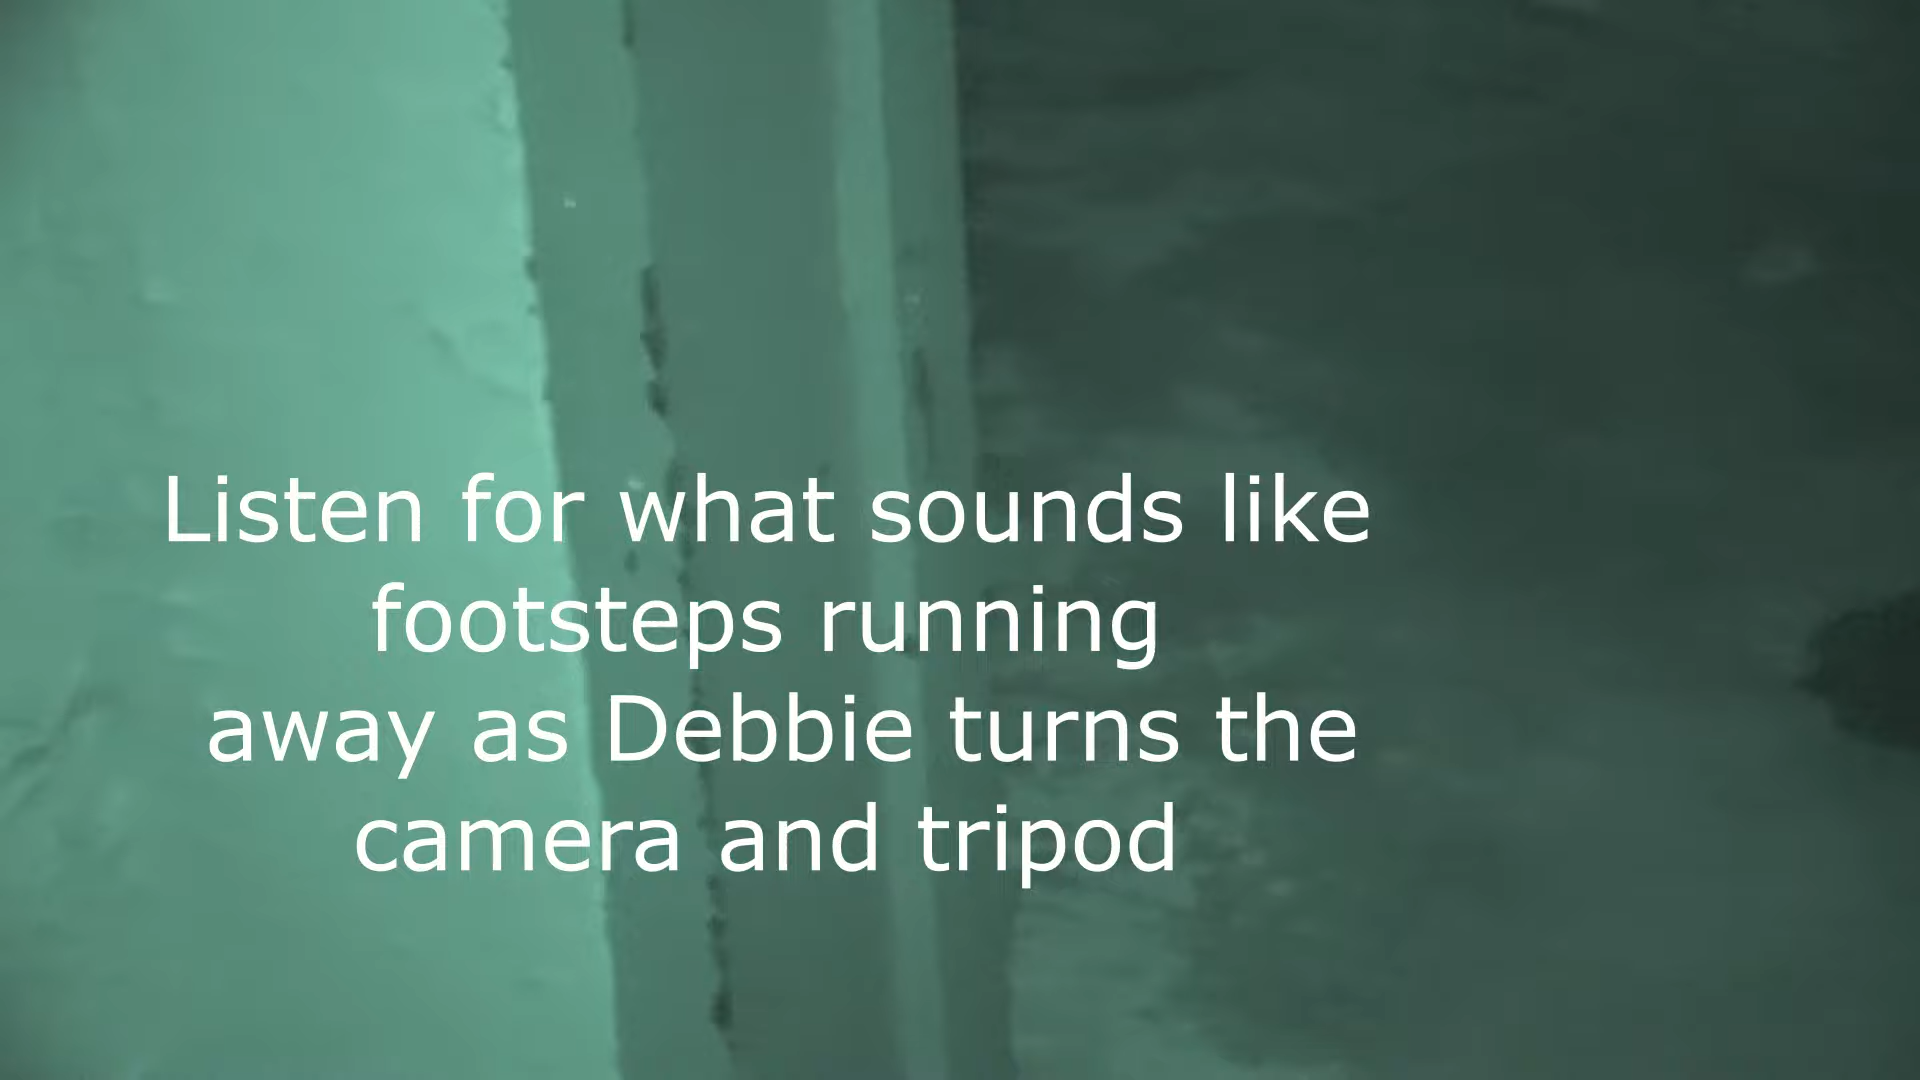 Listen for what sounds like
footsteps running
away as Debbie turns the
camera and tripod